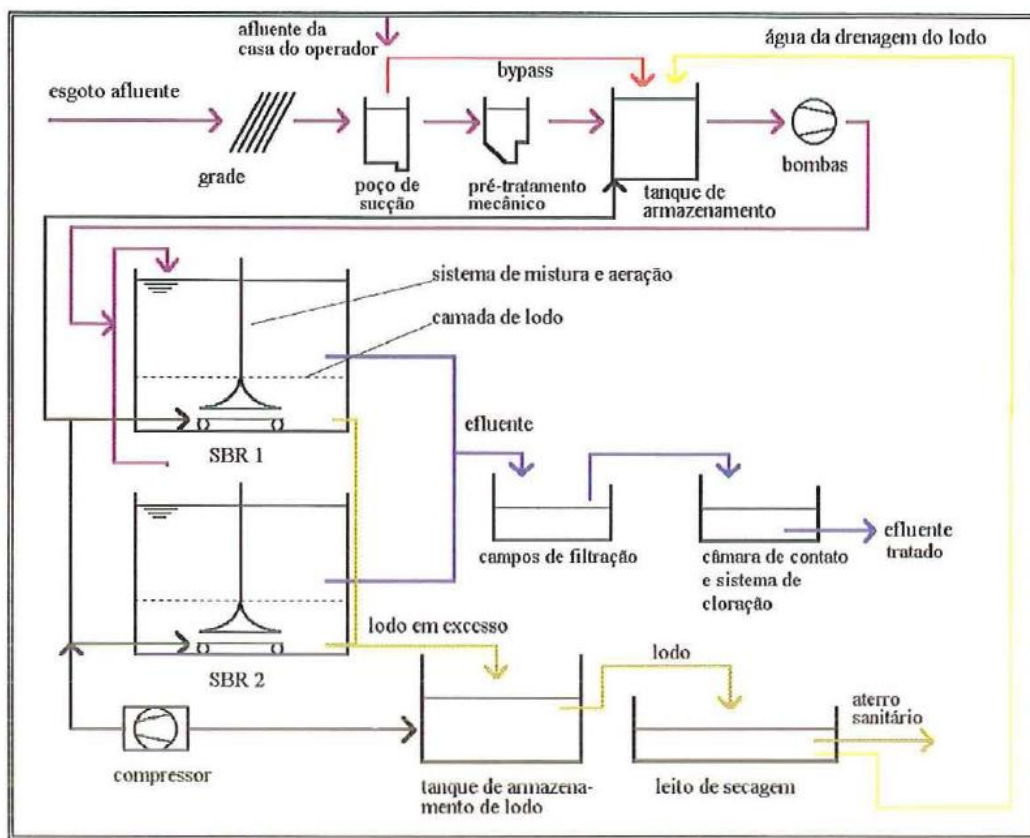 afluente da
casa do operador
água da drenagem do lodo
bypass
esgoto afluente
grade
poço de
sucção
pré-tratamento
mecânico
tanque de
armazenamento
bombas
sistema de mistura e aeração
camada de lodo
SBR 1
efluente
campos de filtração
câmara de contato
e sistema de
cloração
efluente
tratado
lodo em excesso
SBR 2
lodo
aterro
sanitário
compressor
tanque de armazena-
mento de lodo
leito de secagem